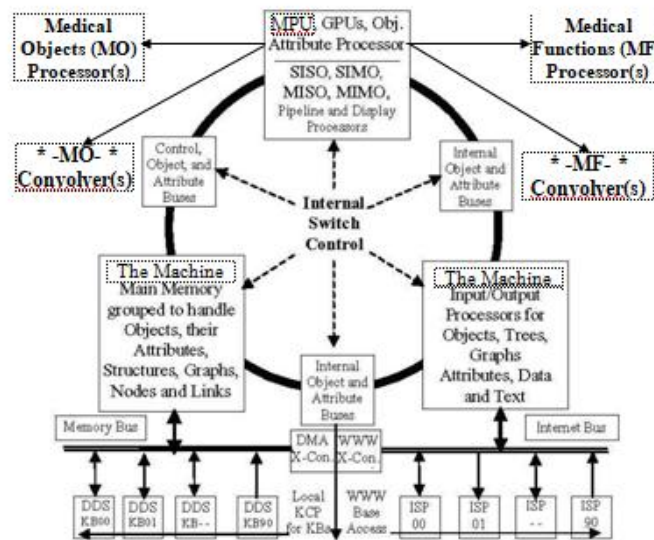 Medical
Objects (MO)
Processor(s)
MPU, GPUs, Obj.
Attribute Processor
SISO, SIMO,
MISO, MIMO,
Pipeline and Display
Processors
Medical
Functions (MF
Processor(s)
* -MO- *
Convolver(s)
Control,
Object, and
Attribute
Buses
Internal
Object and
Attribute
Buses
* -MF- *
Convolver(s)
Internal
Switch
Control
The Machine
Main Memory
grouped to handle
Objects, their
Attributes,
Structures, Graphs,
Nodes and Links
The Machine
Input/Output
Processors for
Objects, Trees,
Graphs
Attributes, Data
and Text
Internal
Object and
Attribute
Buses
Memory Bus
Internet Bus
DMA
X-Con.
WWW
X-Con.
DDS
KB00
DDS
KB01
DDS
KB--
DDS
KB90
Local
KCP
for KBs
WWW
Base
Access
ISP
00
ISP
01
ISP
--
ISP
90